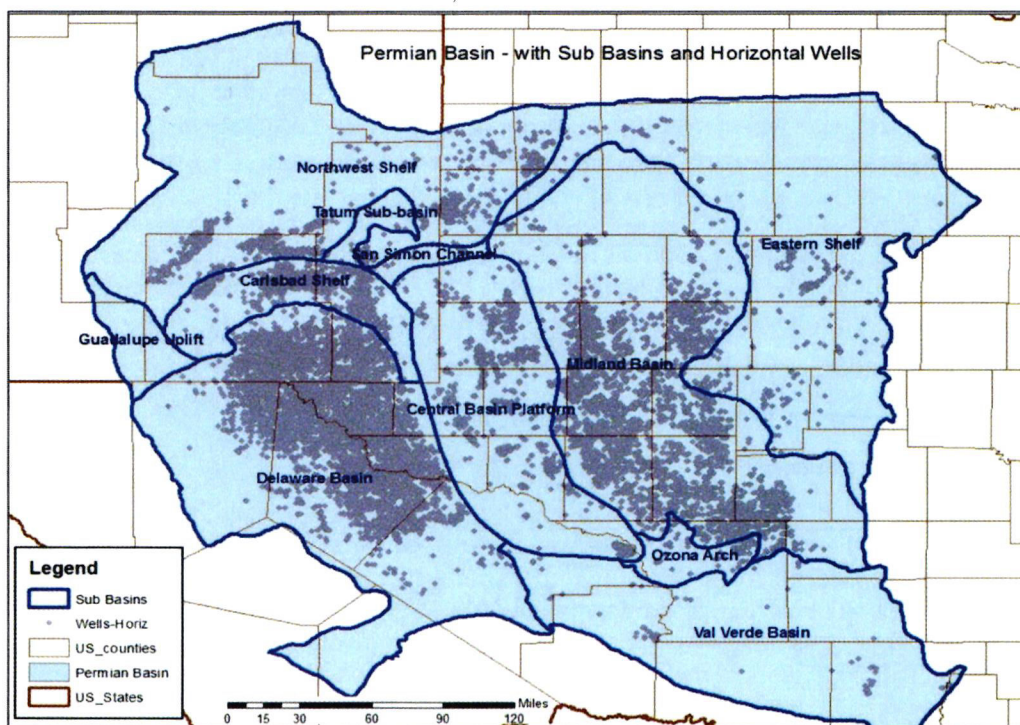 Permian Basin - with Sub Basins and Horizontal Wells
Northwest Shelf
Tatum Sub-basin
San Simon Channel
Eastern Shelf
Carlsbad Shelf
Guadalupe Uplift
Midland Basin
Central Basin Platform
Delaware Basin
Ozona Arch
Val Verde Basin
Legend
Sub Basins
Wells-Horiz
US_counties
Permian Basin
US_States
Miles
0 15 30 60 90 120